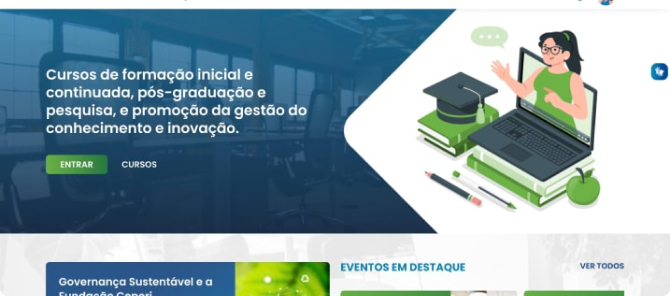 Cursos de formação inicial e
continuada, pós-graduação e
pesquisa, e promoção da gestão do
conhecimento e inovação.
ENTRAR CURSOS
EVENTOS EM DESTAQUE
VER TODOS
Governança Sustentável e a
Fundação